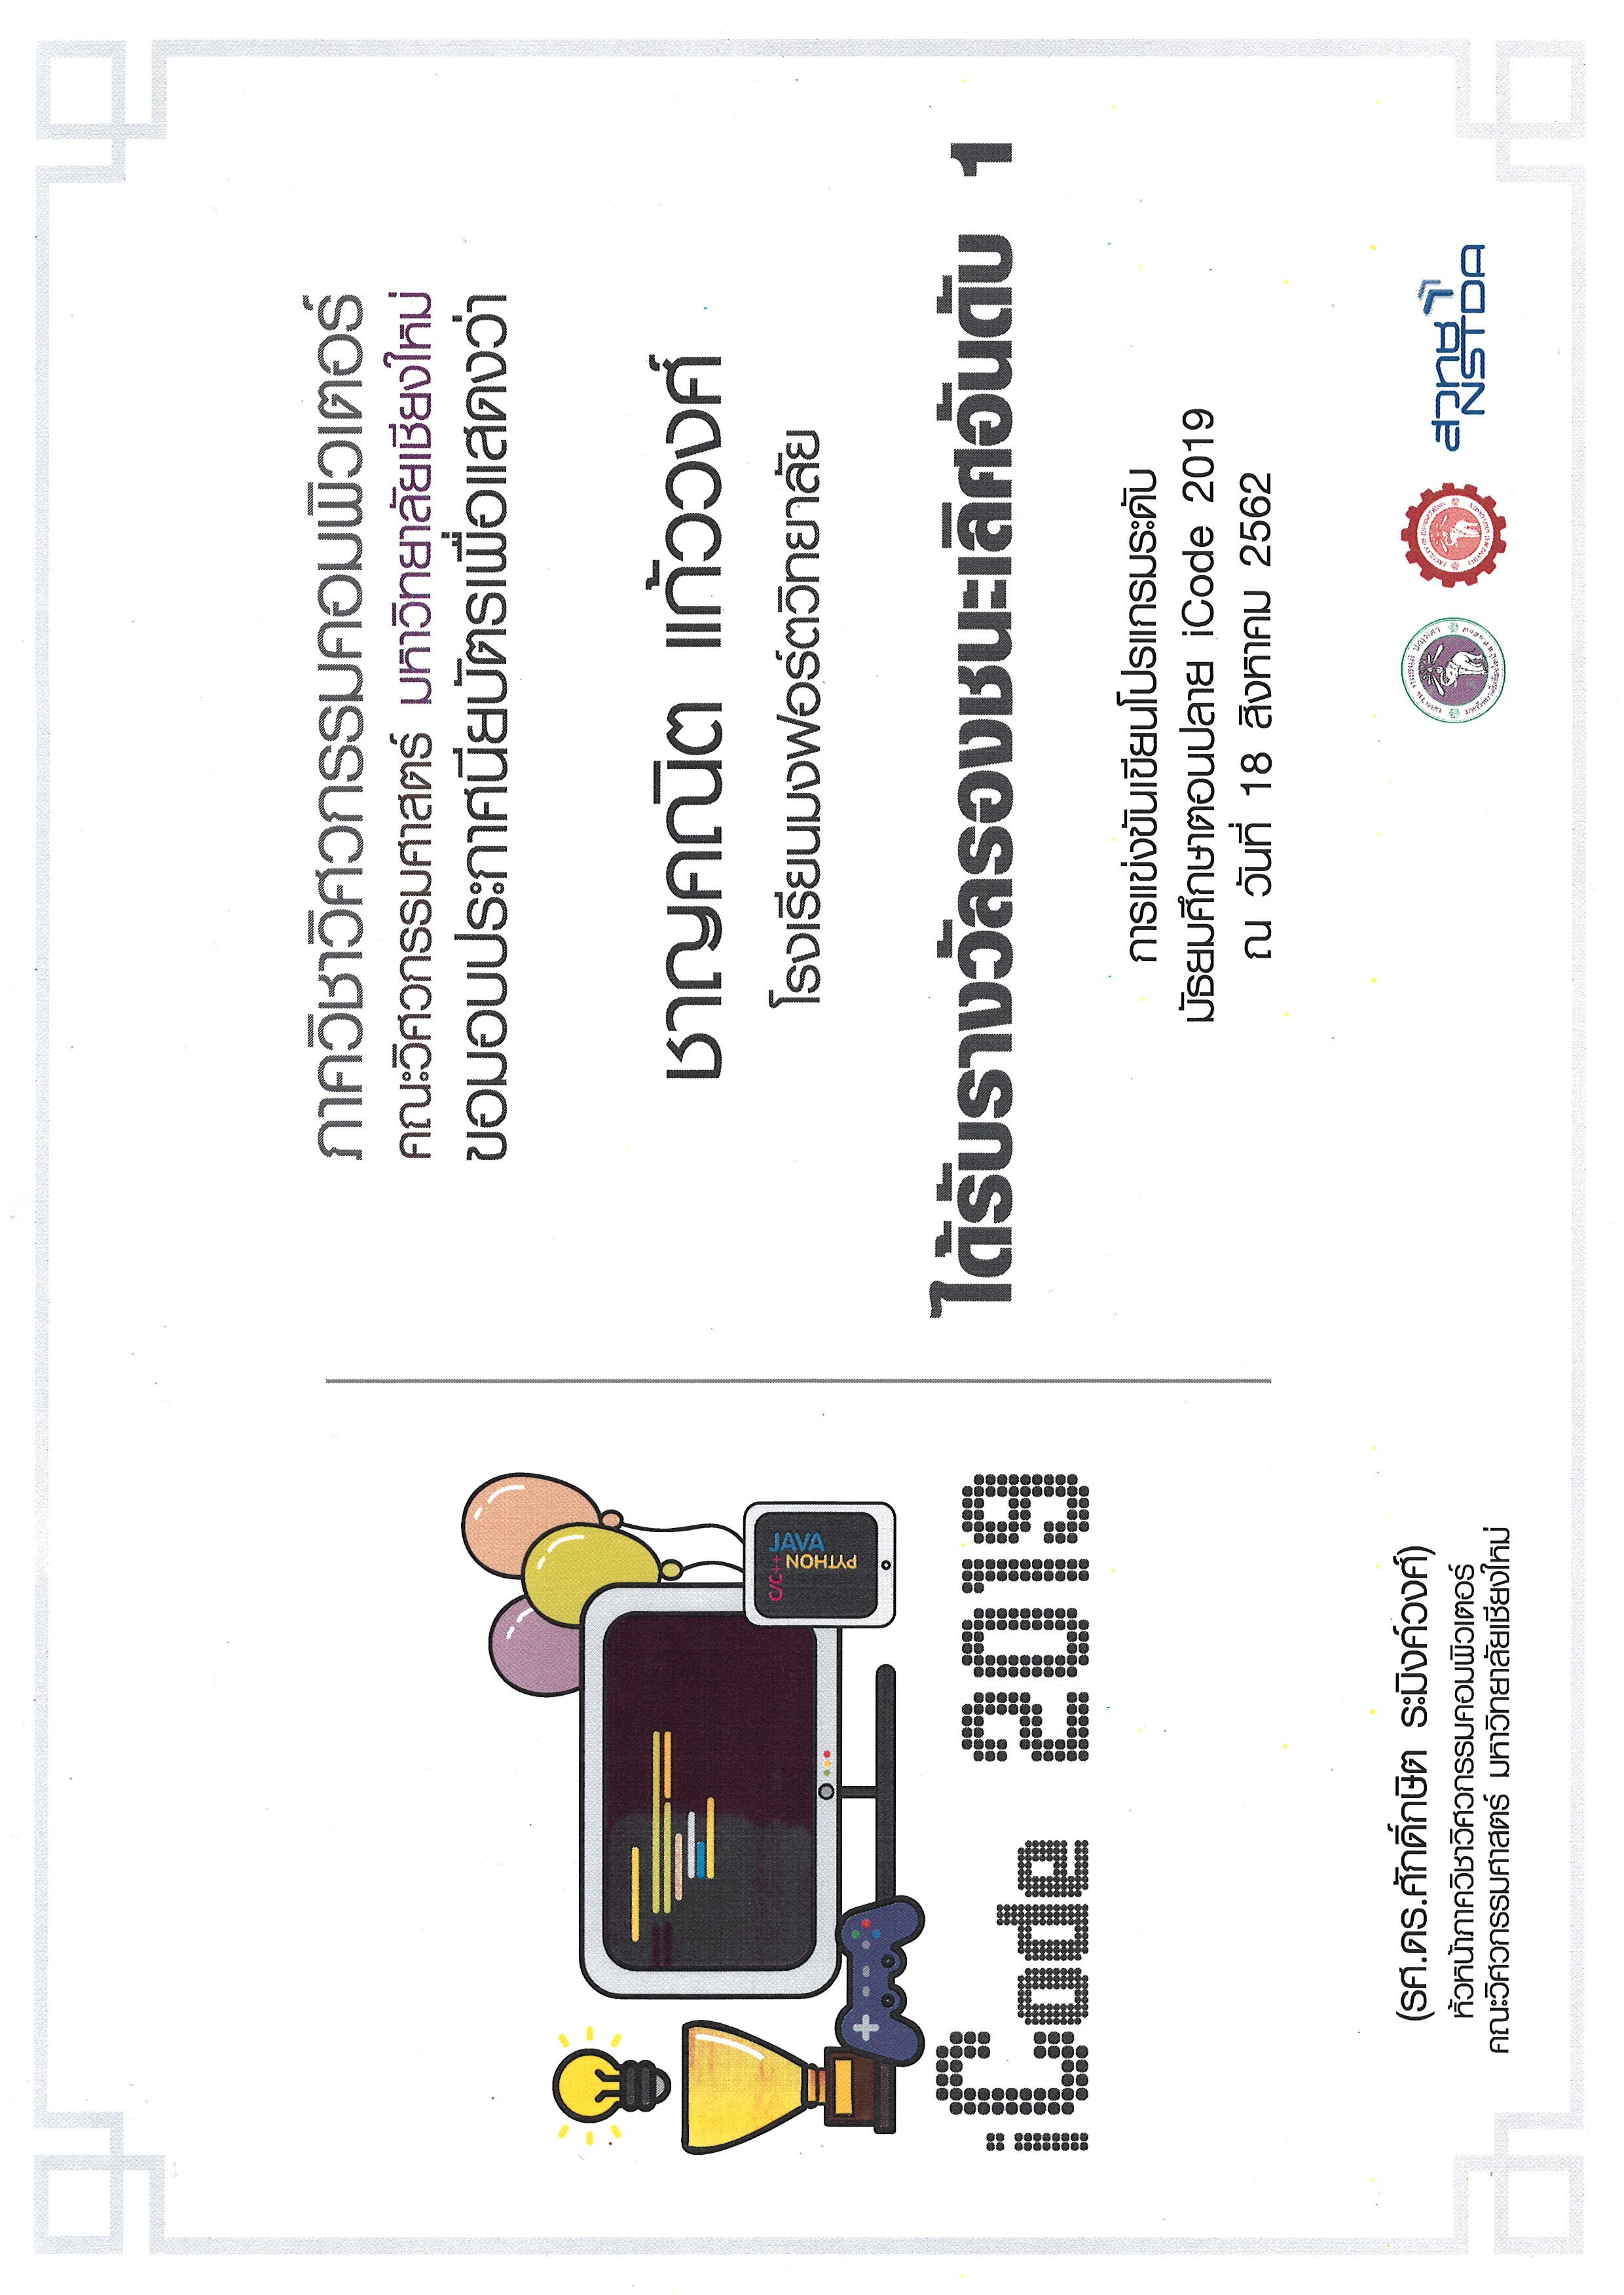 ภาควิชาวิศวกรรมคอมพิวเตอร์
คณะวิศวกรรมศาสตร์ มหาวิทยาลัยเชียงใหม่
ขอมอบประกาศนียบัตรเพื่อแสดงว่า
ชาญคณิต แก้ววงศ์
โรงเรียนมงฟอร์ตวิทยาลัย
ได้รับรางวัลรองชนะเลิศอันดับ 1
การแข่งขันเขียนโปรแกรมระดับ
มัธยมศึกษาตอนปลาย iCode 2019
ณ วันที่ 18 สิงหาคม 2562
C/C++
JAVA
PYTHON
iCode 2019
(รศ.ดร.ศักดิ์กษิต ระมิงค์วงศ์)
หัวหน้าภาควิชาวิศวกรรมคอมพิวเตอร์
คณะวิศวกรรมศาสตร์ มหาวิทยาลัยเชียงใหม่
สวทช
NSTDA